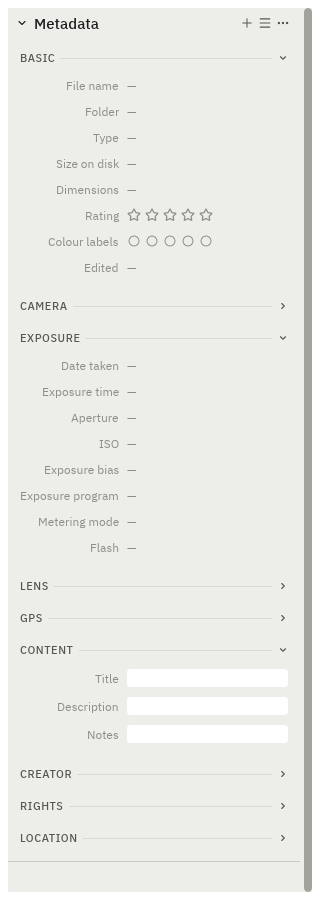 Metadata
BASIC
File name —
Folder —
Type —
Size on disk —
Dimensions —
Rating
Colour labels
Edited —
CAMERA
EXPOSURE
Date taken —
Exposure time —
Aperture —
ISO —
Exposure bias —
Exposure program —
Metering mode —
Flash —
LENS
GPS
CONTENT
Title
Description
Notes
CREATOR
RIGHTS
LOCATION